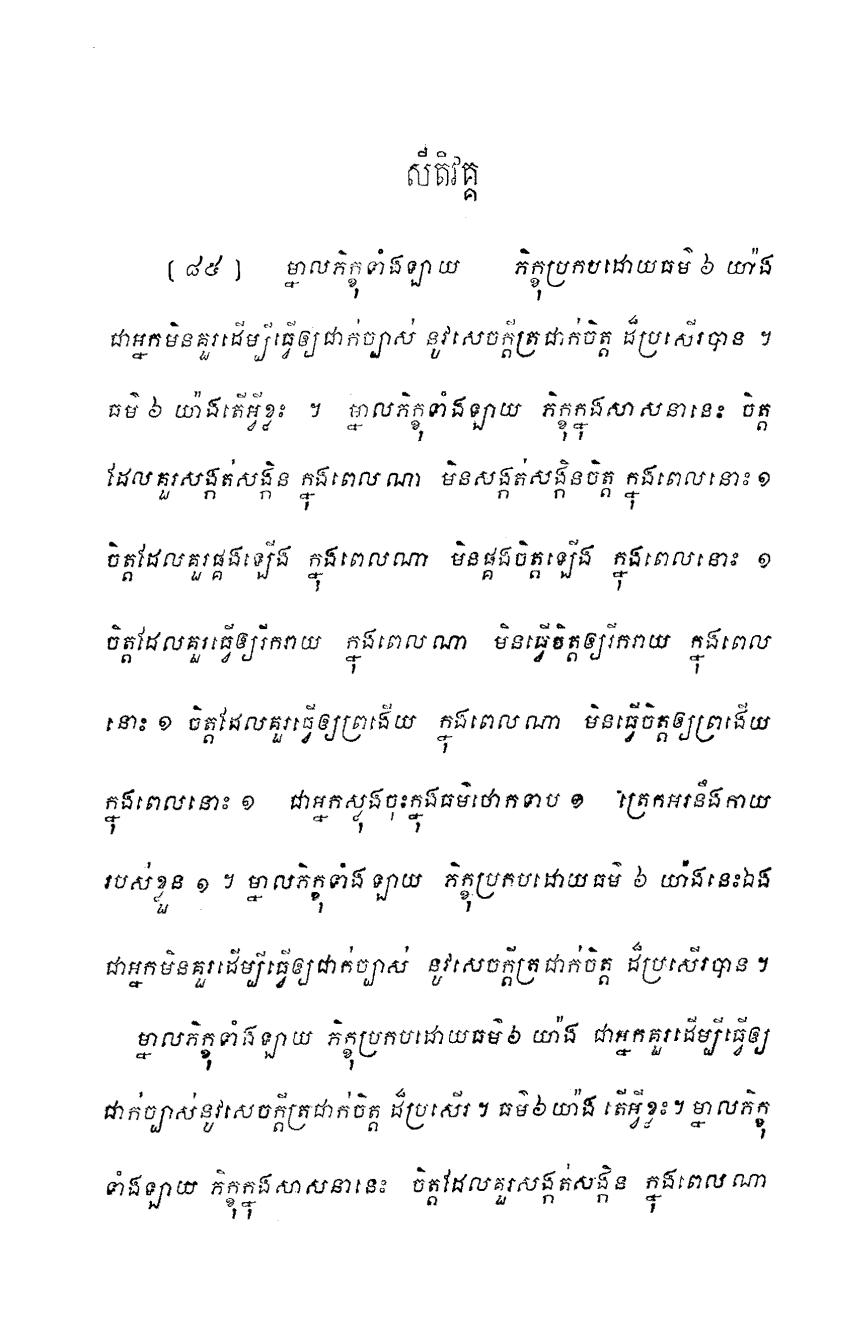 សីតិវគ្គ
(៨៥) ម្នាលភិក្ខុទាំងឡាយ ភិក្ខុប្រកបដោយធម៌ ៦ យ៉ាង
ជាអ្នកមិនគួរដើម្បីធ្វើឲ្យជាក់ច្បាស់ នូវសេចក្តីត្រជាក់ចិត្ត ដ៏ប្រសើរបាន ។
ធម៌ ៦ យ៉ាងតើអ្វីខ្លះ ។ ម្នាលភិក្ខុទាំងឡាយ ភិក្ខុក្នុងសាសនានេះ ចិត្ត
ដែលគួរសង្កត់សង្កិន ក្នុងពេលណា មិនសង្កត់សង្កិនចិត្ត ក្នុងពេលនោះ ១
ចិត្តដែលគួរផ្គងឡើង ក្នុងពេលណា មិនផ្គងចិត្តឡើង ក្នុងពេលនោះ ១
ចិត្តដែលគួរធ្វើឲ្យរីករាយ ក្នុងពេលណា មិនធ្វើចិត្តឲ្យរីករាយ ក្នុងពេល
នោះ ១ ចិត្តដែលគួរធ្វើឲ្យព្រងើយ ក្នុងពេលណា មិនធ្វើចិត្តឲ្យព្រងើយ
ក្នុងពេលនោះ ១ ជាអ្នកស្ទុងចុះក្នុងធម៌ថោកទាប ១ ត្រេកអរនឹងកាយ
របស់ខ្លួន ១ ។ ម្នាលភិក្ខុទាំងឡាយ ភិក្ខុប្រកបដោយធម៌ ៦ យ៉ាងនេះឯង
ជាអ្នកមិនគួរដើម្បីធ្វើឲ្យជាក់ច្បាស់ នូវសេចក្តីត្រជាក់ចិត្ត ដ៏ប្រសើរបាន ។
ម្នាលភិក្ខុទាំងឡាយ ភិក្ខុប្រកបដោយធម៌ ៦ យ៉ាង ជាអ្នកគួរដើម្បីធ្វើឲ្យ
ជាក់ច្បាស់នូវសេចក្តីត្រជាក់ចិត្ត ដ៏ប្រសើរ ។ ធម៌ ៦ យ៉ាង តើអ្វីខ្លះ ។ ម្នាលភិក្ខុ
ទាំងឡាយ ភិក្ខុក្នុងសាសនានេះ ចិត្តដែលគួរសង្កត់សង្កិន ក្នុងពេលណា